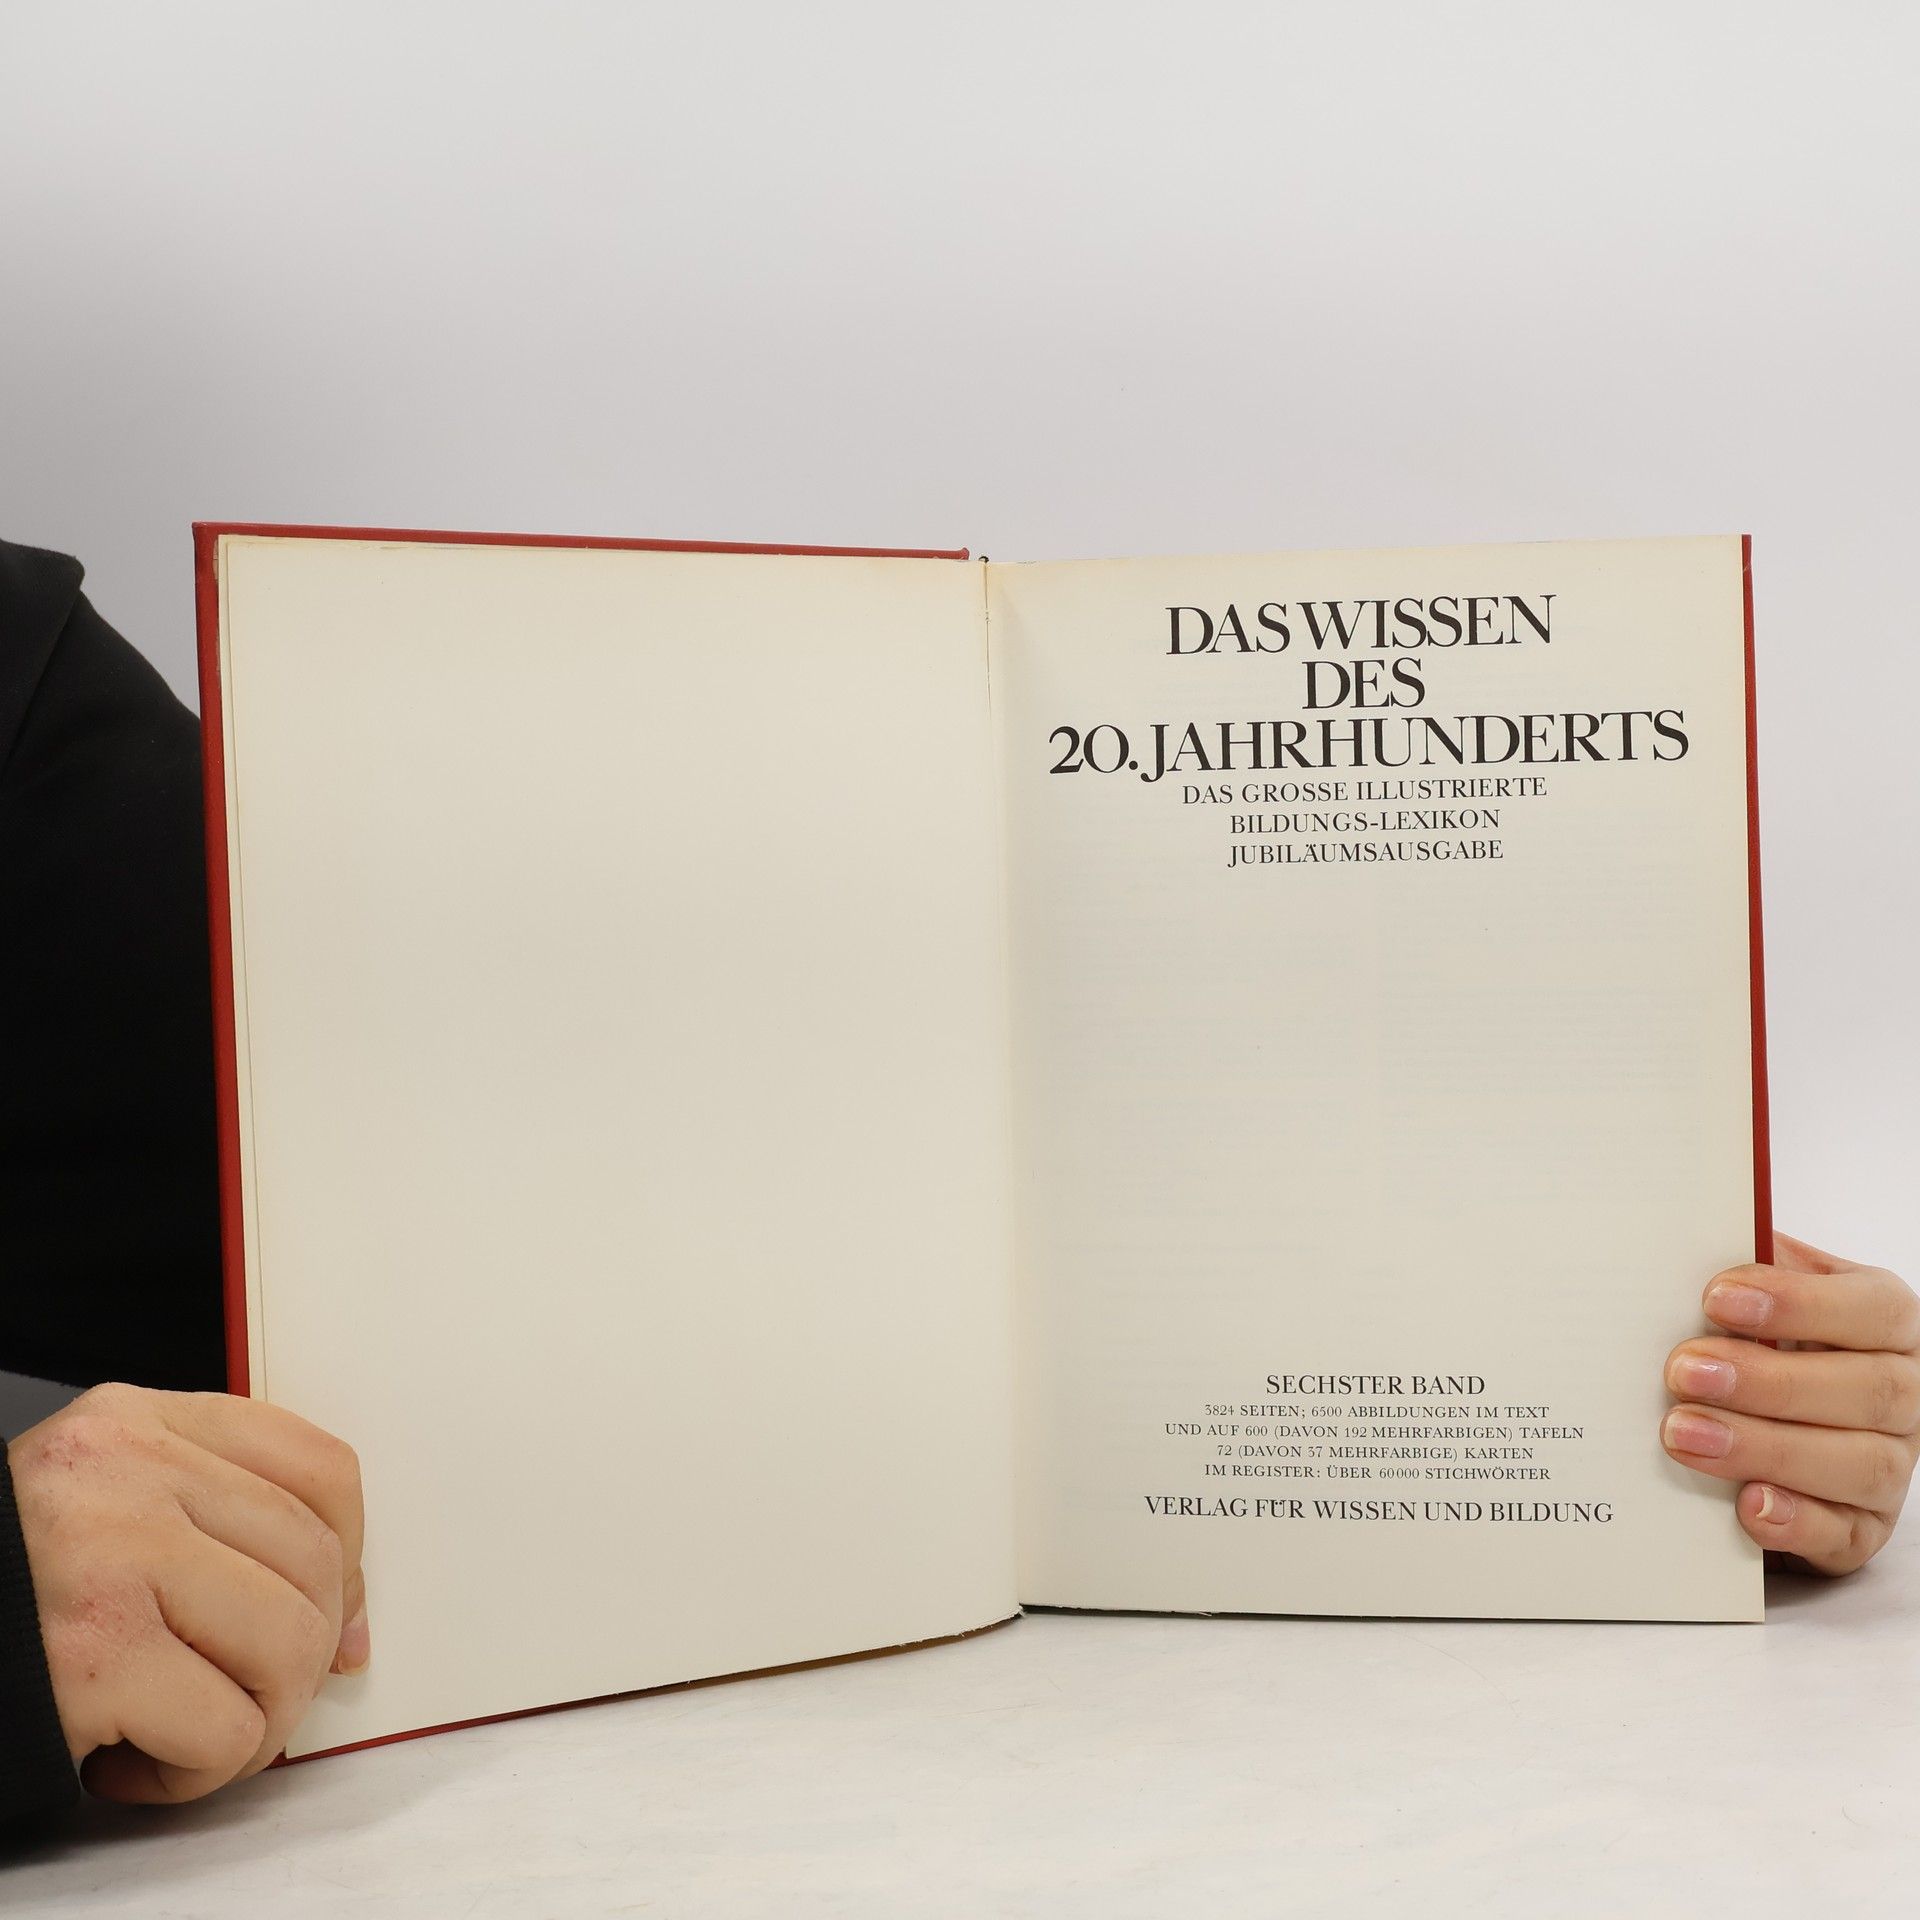 DAS WISSEN
DES
20. JAHRHUNDERTS
DAS GROSSE ILLUSTRIERTE
BILDUNGS-LEXIKON
JUBILÄUMSAUSGABE
SECHSTER BAND
3824 SEITEN; 6500 ABBILDUNGEN IM TEXT
UND AUF 600 (DAVON 192 MEHRFARBIGEN) TAFELN
72 (DAVON 37 MEHRFARBIGE) KARTEN
IM REGISTER: ÜBER 60000 STICHWÖRTER
VERLAG FÜR WISSEN UND BILDUNG